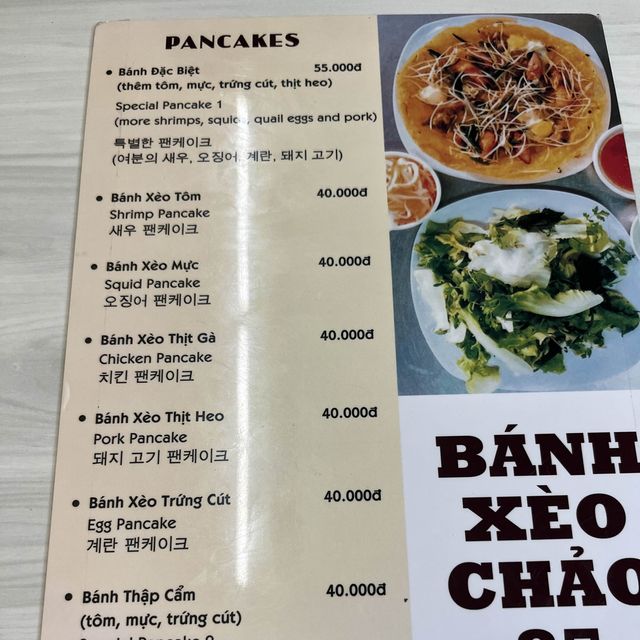 PANCAKES
• Bánh Đặc Biệt 55.000đ
(thêm tôm, mực, trứng cút, thịt heo)
Special Pancake 1
(more shrimps, squids, quail eggs and pork)
특별한 팬케이크
(여분의 새우, 오징어, 계란, 돼지 고기)
• Bánh Xèo Tôm 40.000đ
Shrimp Pancake
새우 팬케이크
• Bánh Xèo Mực 40.000đ
Squid Pancake
오징어 팬케이크
• Bánh Xèo Thịt Gà 40.000đ
Chicken Pancake
치킨 팬케이크
• Bánh Xèo Thịt Heo 40.000đ
Pork Pancake
돼지 고기 팬케이크
• Bánh Xèo Trứng Cút 40.000đ
Egg Pancake
계란 팬케이크
• Bánh Thập Cẩm 40.000đ
(tôm, mực, trứng cút)
Special Pancake
BÁNH
XÈO
CHẢO